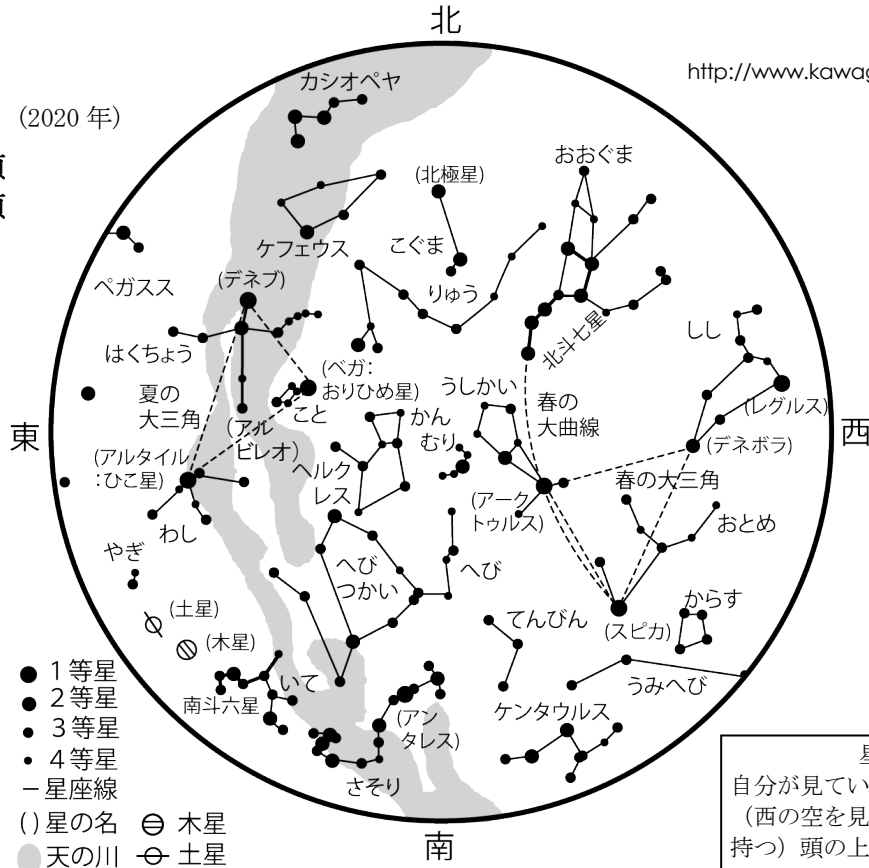 北
http://www.kawag
(2020 年)
頃
頃
カシオペヤ
(北極星)
おおぐま
ケフェウス
こぐま
ペガスス
(デネブ)
りゅう
北斗七星
しし
はくちょう
(ベガ:
おりひめ星)
うしかい
春の
大曲線
(レグルス)
夏の
大三角
こと
かん
むり
東
西
(アル
ビレオ)
(デネボラ)
(アルタイル
:ひこ星)
ヘルク
レス
(アーク
トゥルス)
春の大三角
おとめ
わし
やぎ
へび
つかい
へび
(土星)
(木星)
てんびん
(スピカ)
からす
南斗六星
いて
うみへび
(アン
タレス)
ケンタウルス
さそり
南
1等星
2等星
3等星
4等星
星座線
()星の名
木星
天の川
土星
自分が見てい
(西の空を見
持つ)頭の上